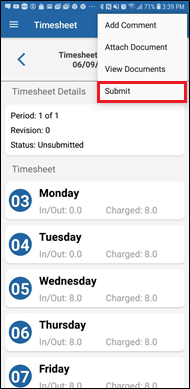 71% 3:39 PM
Timesheet
Add Comment
Attach Document
View Documents
Submit
Timesheet
06/09/
Timesheet Details
Period: 1 of 1
Revision: 0
Status: Unsubmitted
Timesheet
03 Monday
In/Out: 0.0 Charged: 8.0
04 Tuesday
In/Out: 0.0 Charged: 8.0
05 Wednesday
In/Out: 0.0 Charged: 8.0
06 Thursday
In/Out: 0.0 Charged: 8.0
07 Friday
In/Out: 0.0 Charged: 8.0